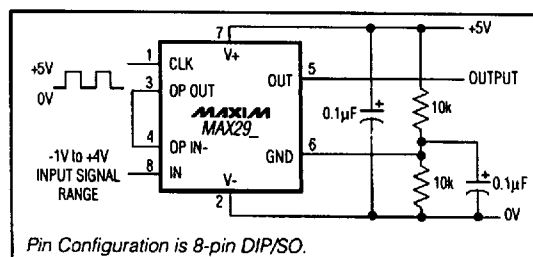 7
+5V
1
V+
CLK
+5V
3
5
OP OUT
OUT
OUTPUT
0V
MAXIM
0.1µF
+
10k
MAX29_
6
4
OP IN-
GND
-1V to +4V
8
IN
+
INPUT SIGNAL
V-
10k
0.1µF
RANGE
2
0V
Pin Configuration is 8-pin DIP/SO.